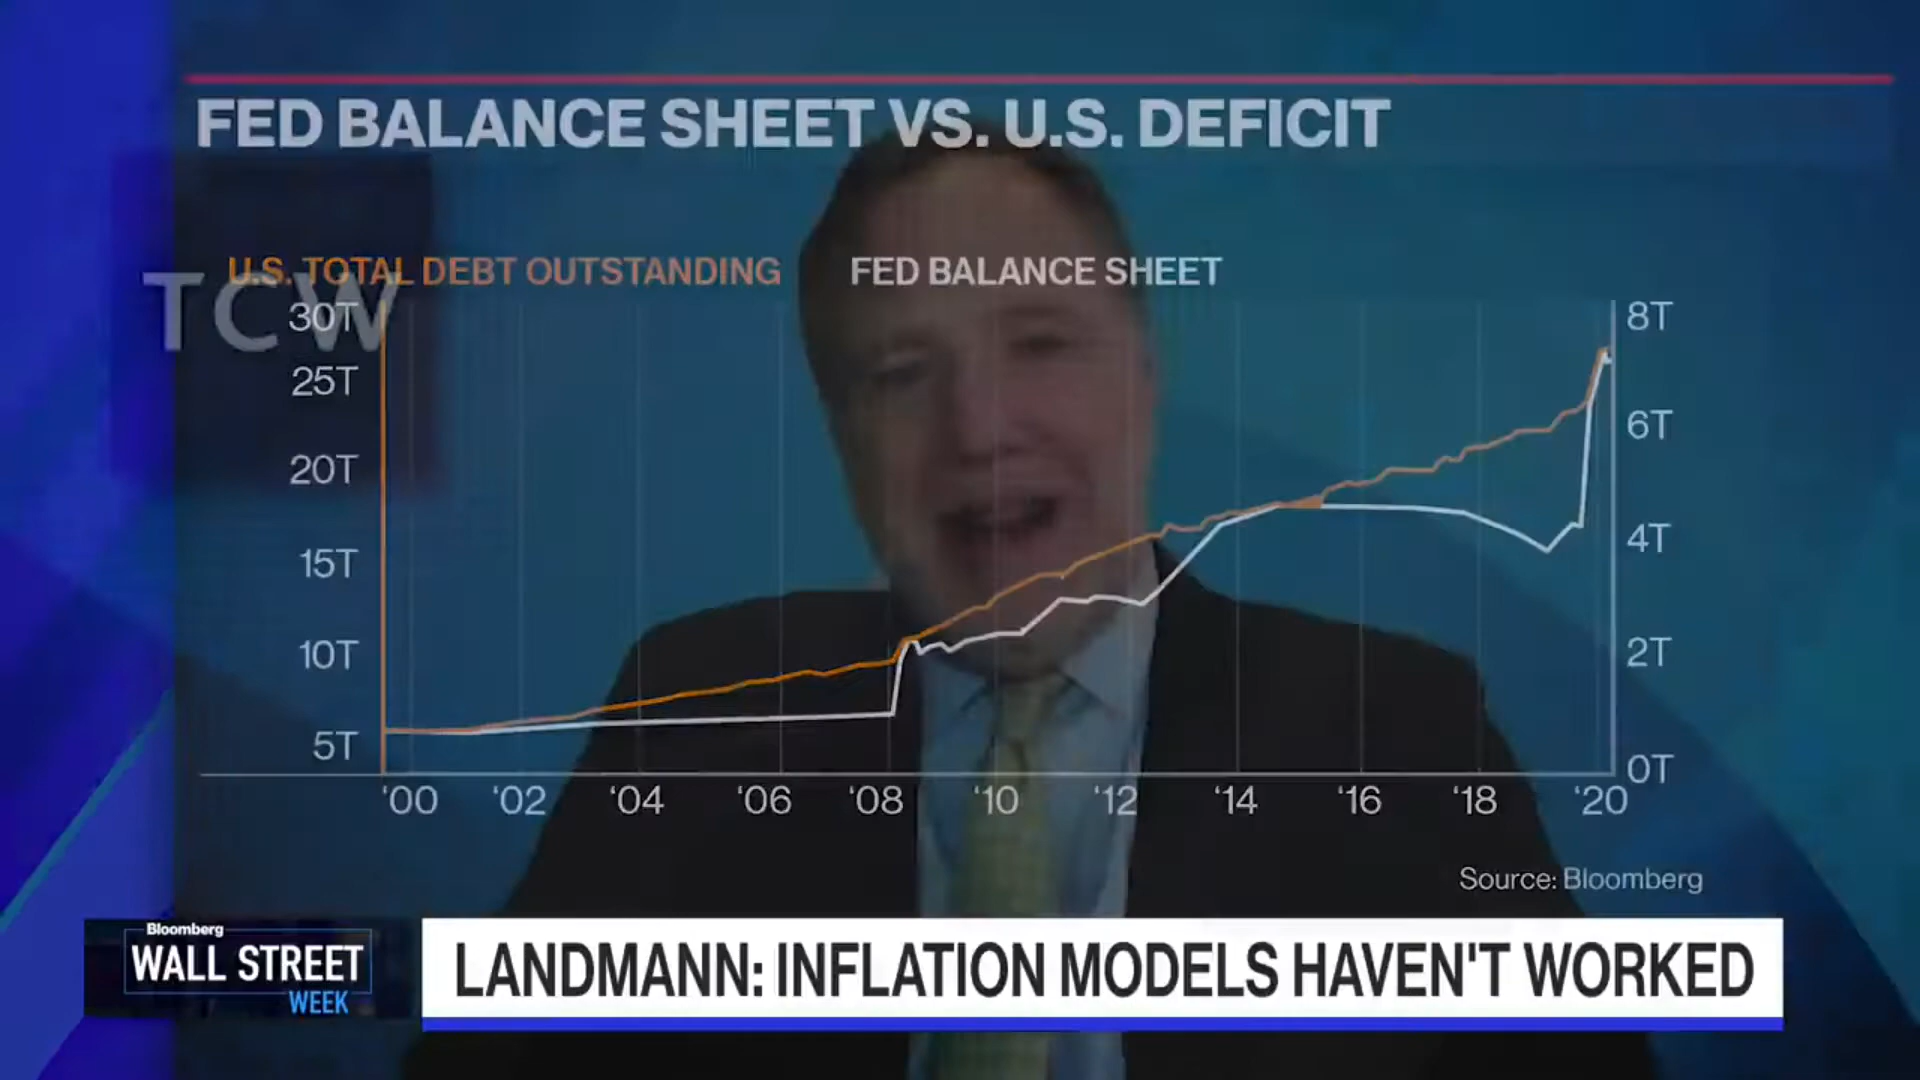 FED BALANCE SHEET VS. U.S. DEFICIT
U.S. TOTAL DEBT OUTSTANDING FED BALANCE SHEET
TCW
30T
25T
20T
15T
10T
5T
8T
6T
4T
2T
0T
‘00 ‘02 ‘04 ‘06 ‘08 ‘10 ‘12 ‘14 ‘16 ‘18 ‘20
Source: Bloomberg
Bloomberg
WALL STREET
WEEK
LANDMANN: INFLATION MODELS HAVEN'T WORKED